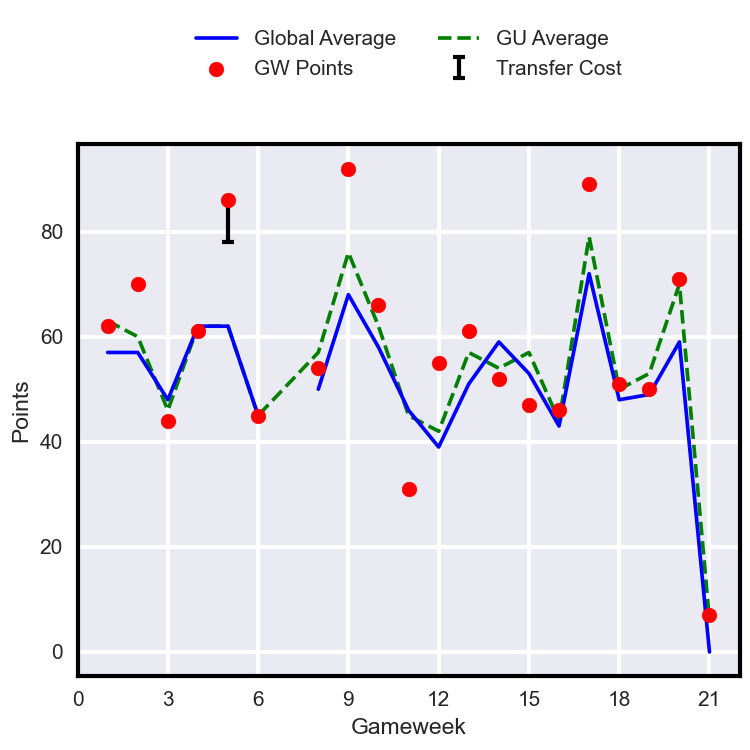 Global Average
GU Average
GW Points
Transfer Cost
80
60
40
20
0
Points
0 3 6 9 12 15 18 21
Gameweek